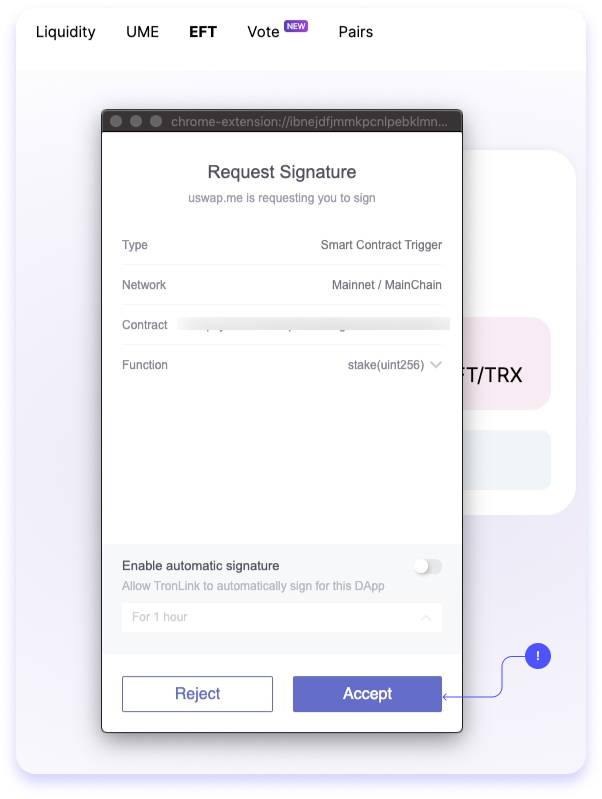 Liquidity UME EFT Vote NEW Pairs
chrome-extension://ibnejdfjmmkpcnlpebklmn...
Request Signature
uswap.me is requesting you to sign
Type Smart Contract Trigger
Network Mainnet / MainChain
Contract
Function stake(uint256)
FT/TRX
Enable automatic signature
Allow TronLink to automatically sign for this DApp
For 1 hour
!
Reject Accept